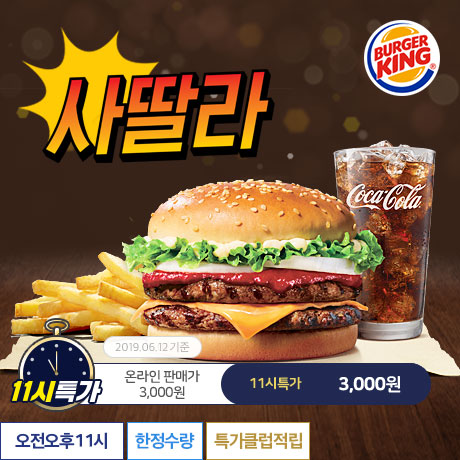 BURGER
KING®
사딸라
Coca-Cola
2019.06.12기준
11시특가
온라인 판매가
3,000원
11시특가
3,000원
오전오후11시
한정수량
특가클럽적립